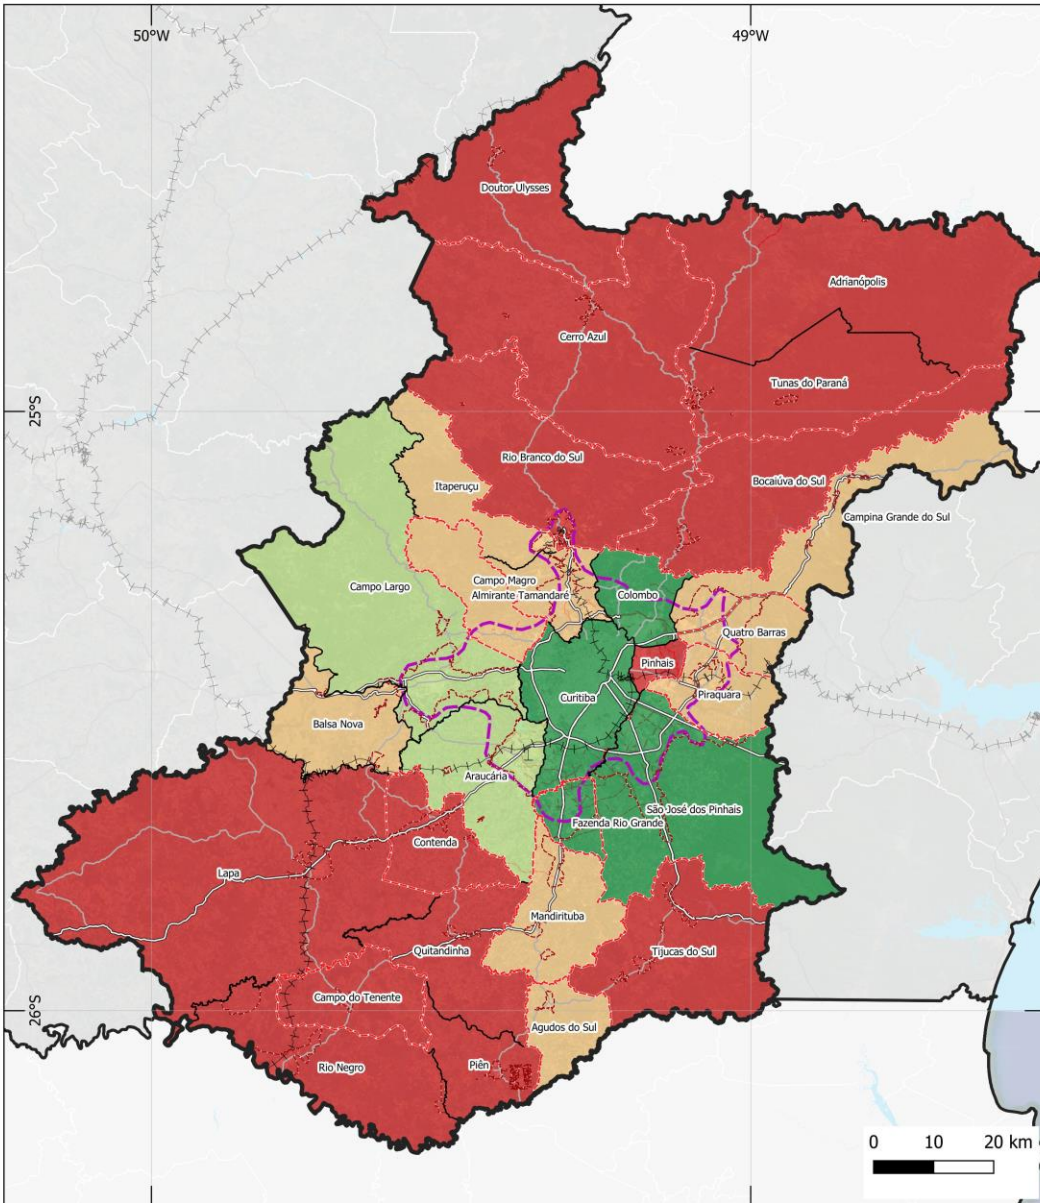 50°W
49°W
Doutor Ulysses
Adrianópolis
Cerro Azul
Tunas do Paraná
25°S
Rio Branco do Sul
Bocaiúva do Sul
Itaperuçu
Campina Grande do Sul
Campo Magro
Campo Largo
Almirante Tamandaré
Colombo
Quatro Barras
Pinhais
Curitiba
Piraquara
Balsa Nova
Araucária
São José dos Pinhais
Fazenda Rio Grande
Contenda
Lapa
Mandirituba
Quitandinha
Tijucas do Sul
Campo do Tenente
26°S
Agudos do Sul
Rio Negro
Piên
0 10 20 km